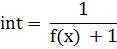 int = 1 / (f(x) + 1)